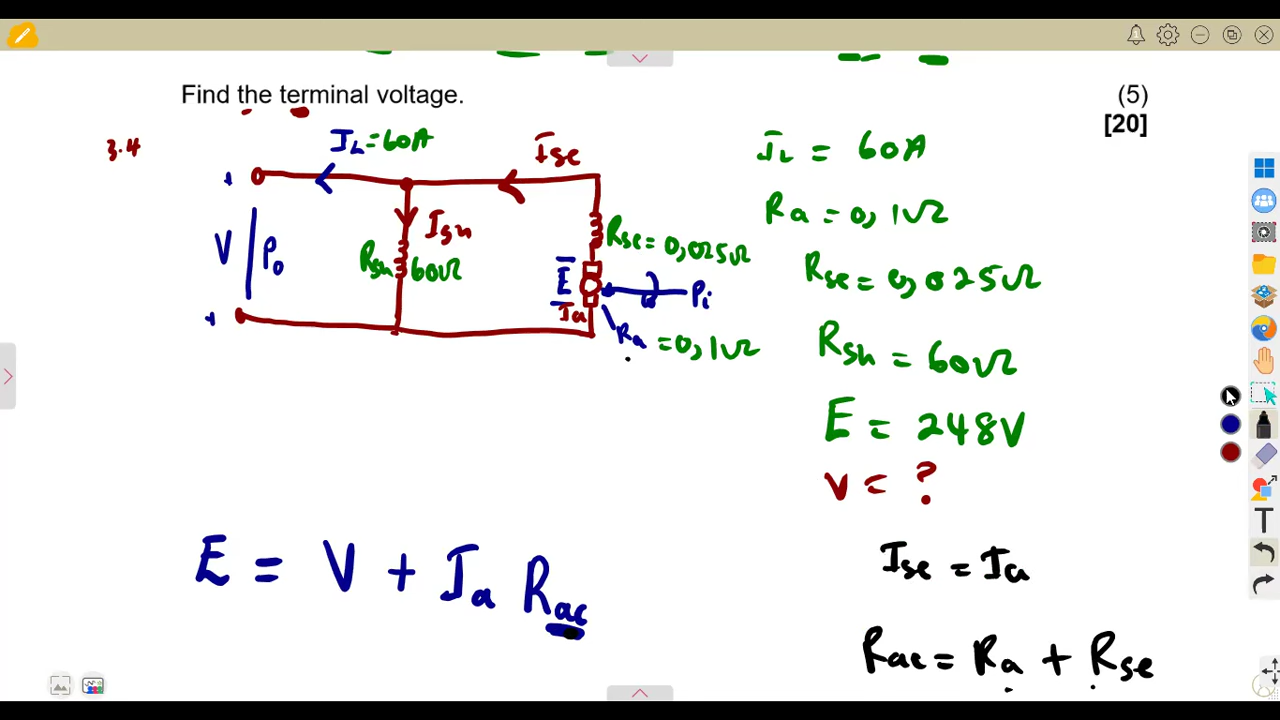 Find the terminal voltage. (5)
[20]
3.4
IL = 60A
Ise
IL = 60A
+
Ish
Ra = 0,1Ω
V
Po
Rsh 60Ω
Rse = 0,025Ω
E
Ia
Pi
Rse = 0,025Ω
+
Ra = 0,1Ω
Rsh = 60Ω
E = 248V
V = ?
E = V + Ia Rac
Ise = Ia
Rac = Ra + Rse
T